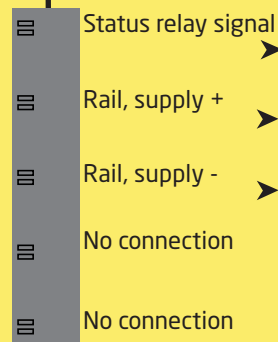 Status relay signal
Rail, supply +
Rail, supply -
No connection
No connection